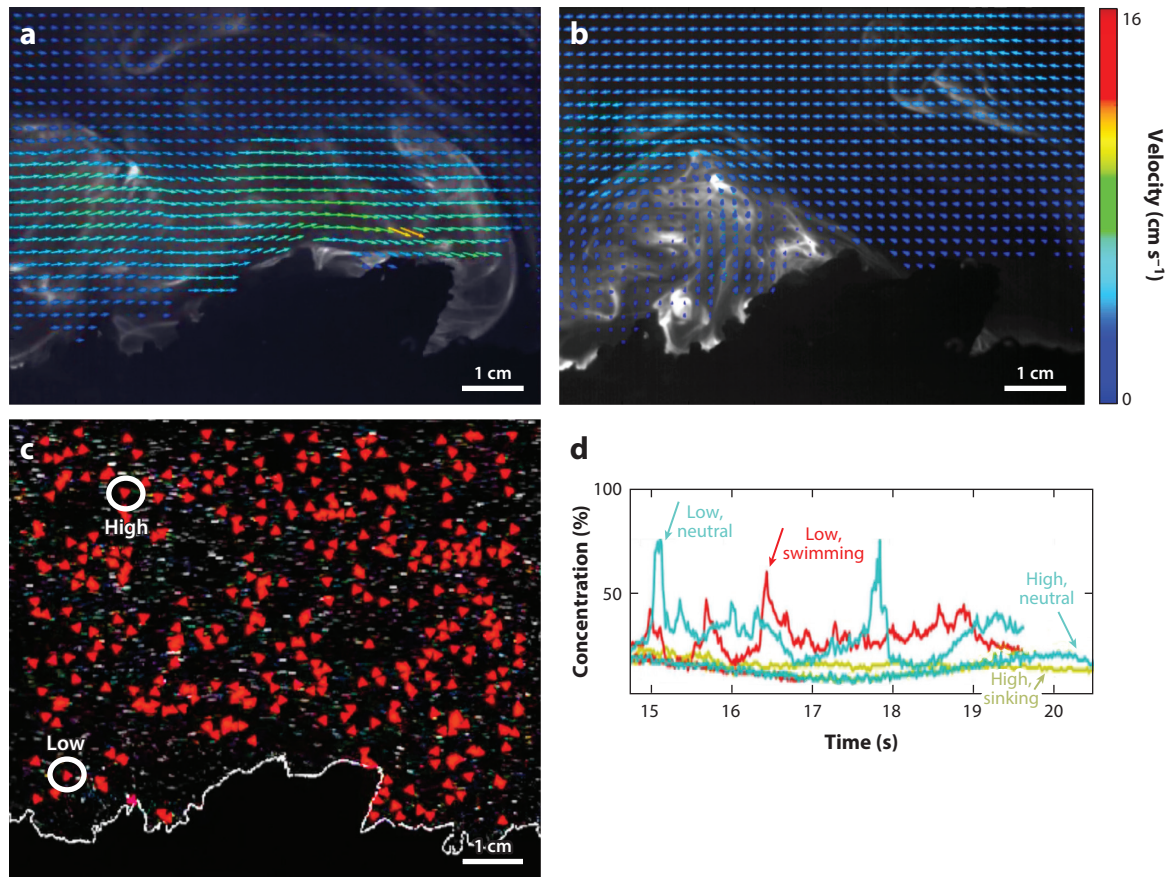 a
1 cm
b
1 cm
16
0
Velocity (cm s⁻¹)
c
High
Low
1 cm
d
100
50
Concentration (%)
Low,
neutral
Low,
swimming
High,
neutral
High,
sinking
15
16
17
18
19
20
Time (s)